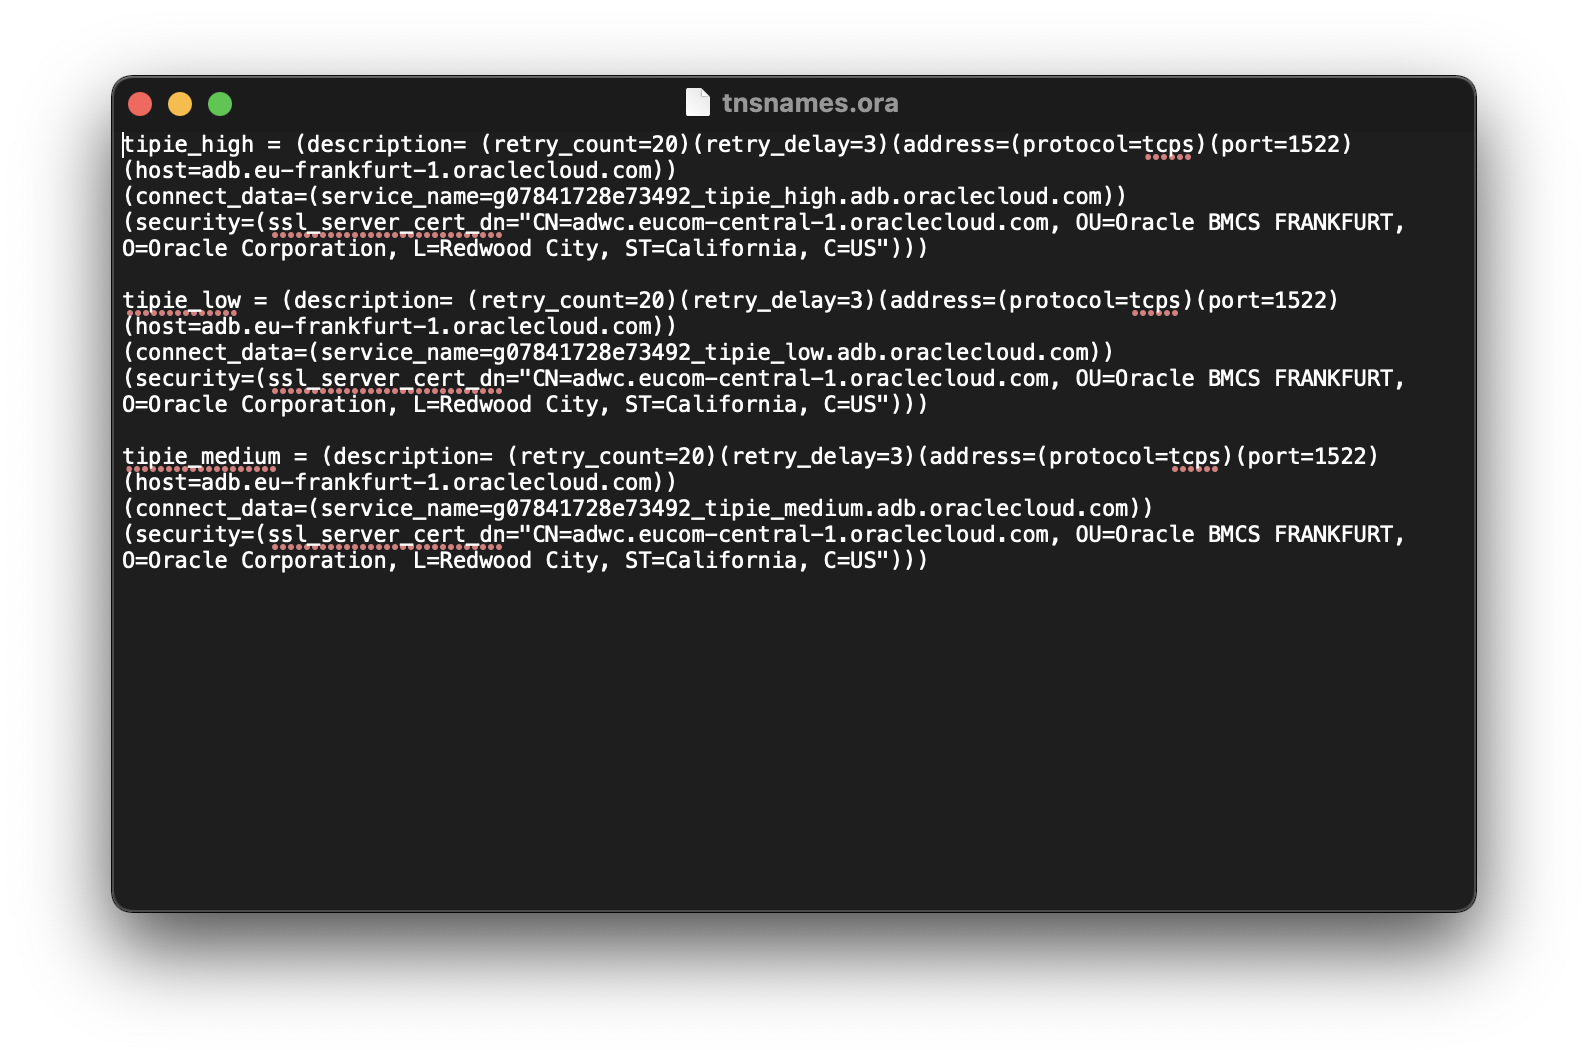 tnsnames.ora
tipie_high = (description= (retry_count=20)(retry_delay=3)(address=(protocol=tcps)(port=1522)
(host=adb.eu-frankfurt-1.oraclecloud.com))
(connect_data=(service_name=g07841728e73492_tipie_high.adb.oraclecloud.com))
(security=(ssl_server_cert_dn="CN=adwc.eucom-central-1.oraclecloud.com, OU=Oracle BMCS FRANKFURT,
O=Oracle Corporation, L=Redwood City, ST=California, C=US")))
tipie_low = (description= (retry_count=20)(retry_delay=3)(address=(protocol=tcps)(port=1522)
(host=adb.eu-frankfurt-1.oraclecloud.com))
(connect_data=(service_name=g07841728e73492_tipie_low.adb.oraclecloud.com))
(security=(ssl_server_cert_dn="CN=adwc.eucom-central-1.oraclecloud.com, OU=Oracle BMCS FRANKFURT,
O=Oracle Corporation, L=Redwood City, ST=California, C=US")))
tipie_medium = (description= (retry_count=20)(retry_delay=3)(address=(protocol=tcps)(port=1522)
(host=adb.eu-frankfurt-1.oraclecloud.com))
(connect_data=(service_name=g07841728e73492_tipie_medium.adb.oraclecloud.com))
(security=(ssl_server_cert_dn="CN=adwc.eucom-central-1.oraclecloud.com, OU=Oracle BMCS FRANKFURT,
O=Oracle Corporation, L=Redwood City, ST=California, C=US")))